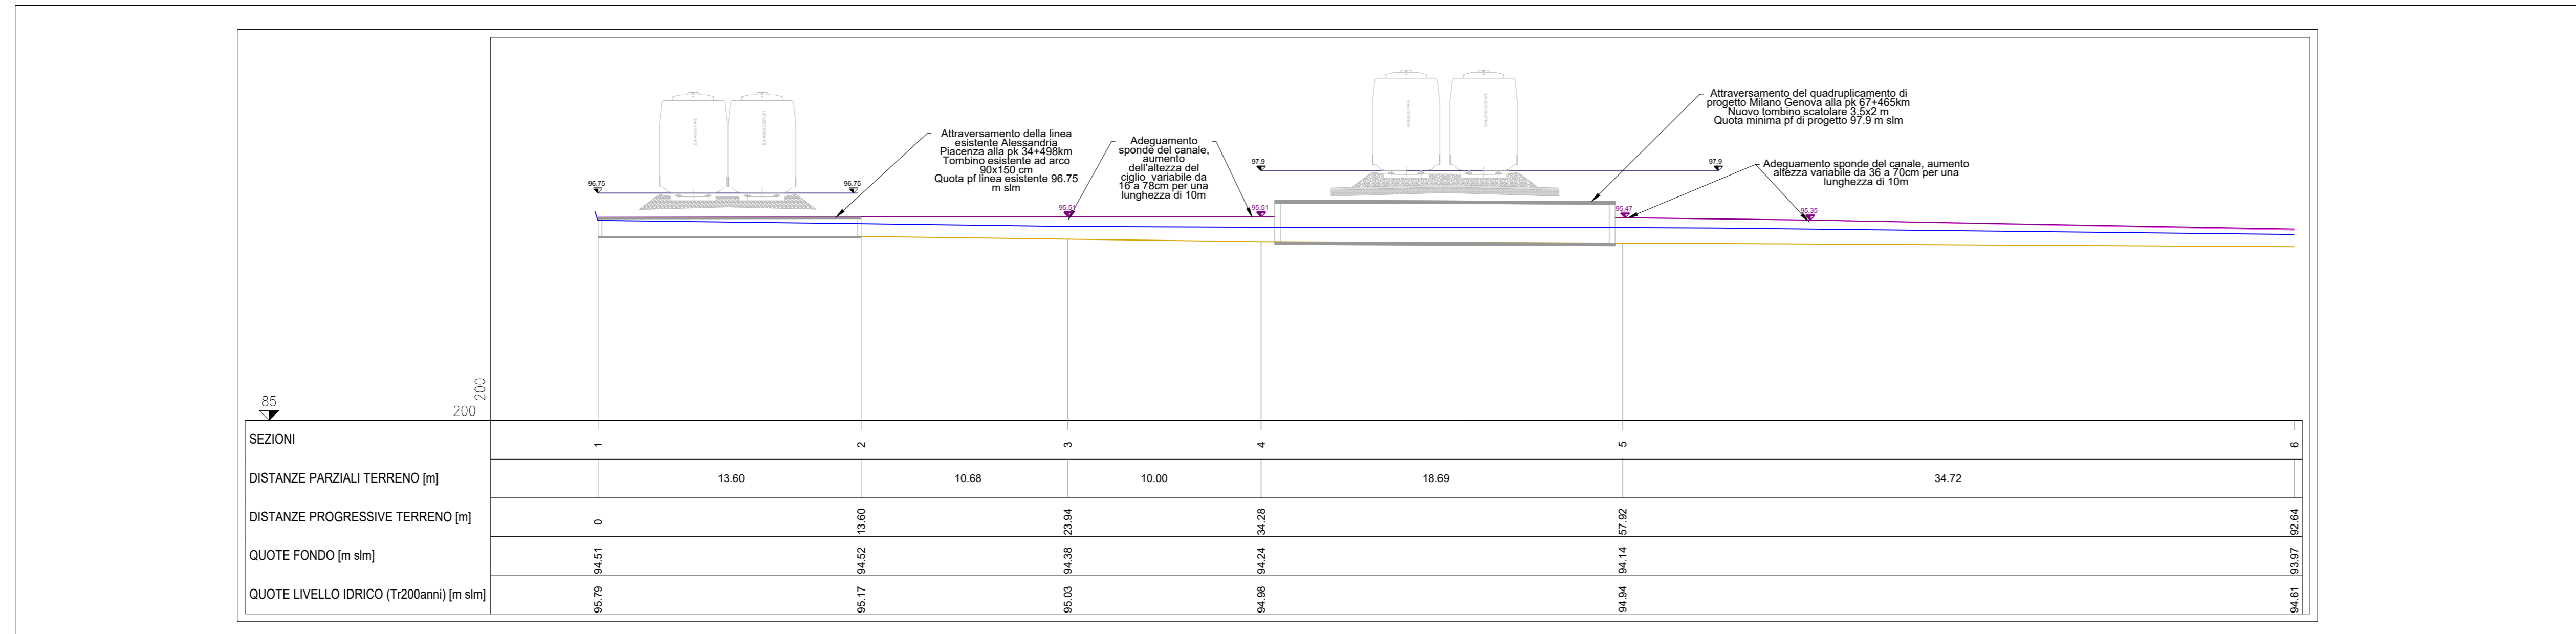 Attraversamento della linea
esistente Alessandria
Piacenza alla pk 34+498km
Tombino esistente ad arco
90x150 cm
Quota pf linea esistente 96.75
m slm
Adeguamento
sponde del canale,
aumento
dell'altezza del
ciglio variabile da
16 a 78cm per una
lunghezza di 10m
Attraversamento del quadruplicamento di
progetto Milano Genova alla pk 67+465km
Nuovo tombino scatolare 3.5x2 m
Quota minima pf di progetto 97.9 m slm
Adeguamento sponde del canale, aumento
altezza variabile da 36 a 70cm per una
lunghezza di 10m
96.75
96.75
97.9
97.9
95.51
95.51
95.47
95.35
85
200
200
SEZIONI 1 2 3 4 5 6
DISTANZE PARZIALI TERRENO [m] 13.60 10.68 10.00 18.69 34.72
DISTANZE PROGRESSIVE TERRENO [m] 0 13.60 23.94 34.28 57.92 92.64
QUOTE FONDO [m slm] 94.51 94.52 94.38 94.24 94.14 93.97
QUOTE LIVELLO IDRICO (Tr200anni) [m slm] 95.79 95.17 95.03 94.98 94.94 94.61